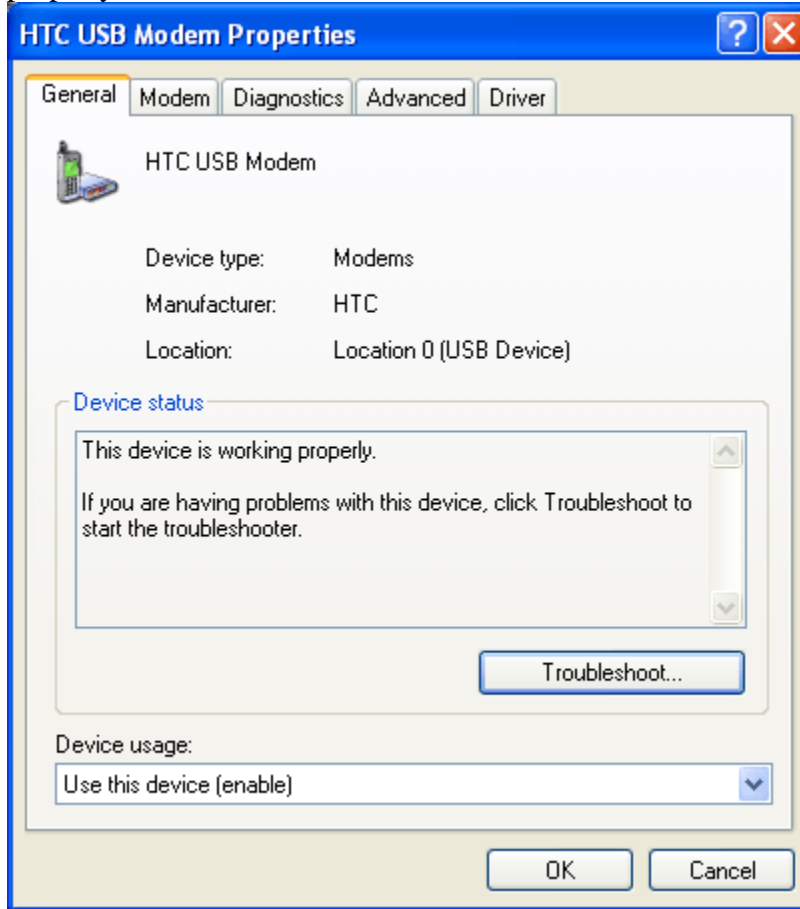 HTC USB Modem Properties
General Modem Diagnostics Advanced Driver
HTC USB Modem
Device type: Modems
Manufacturer: HTC
Location: Location 0 (USB Device)
Device status
This device is working properly.
If you are having problems with this device, click Troubleshoot to
start the troubleshooter.
Troubleshoot...
Device usage:
Use this device (enable)
OK Cancel